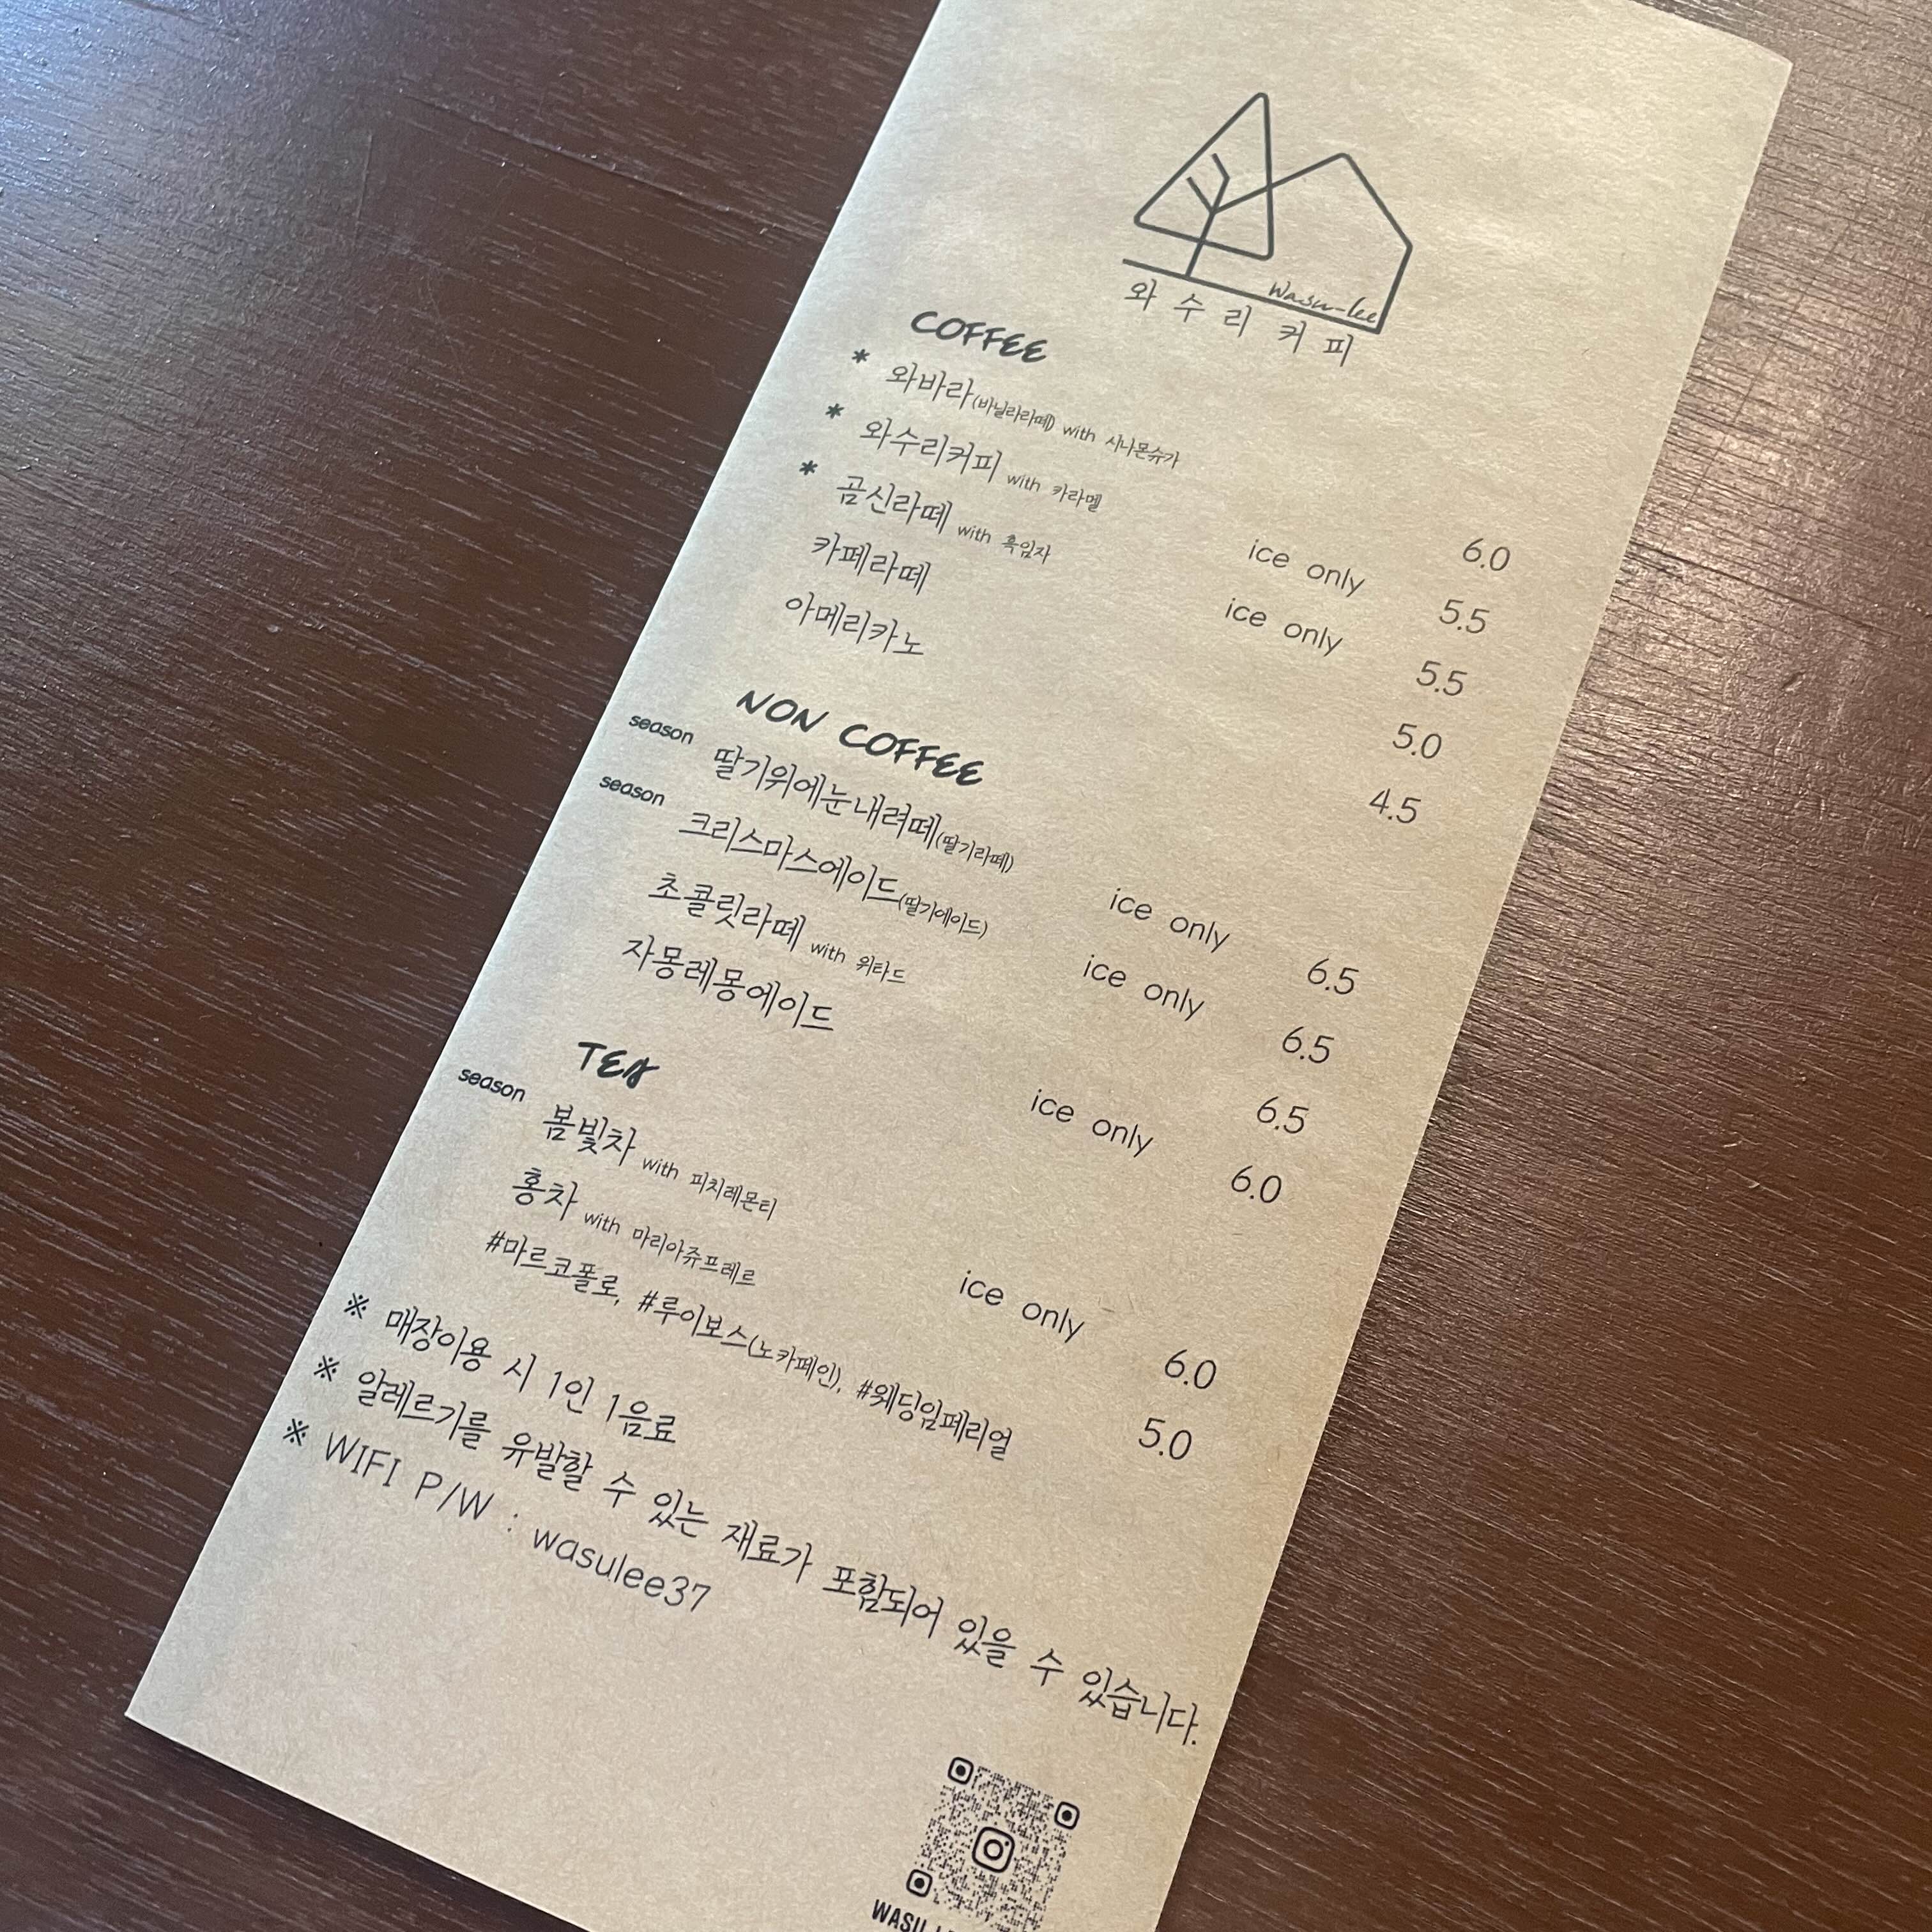 Wasu-lee
와수리커피
COFFEE
* 와바라(바닐라라떼) with 시나몬슈가 6.0
* 와수리커피 with 카라멜 ice only 5.5
* 곰신라떼 with 흑임자 ice only 5.5
카페라떼 5.0
아메리카노 4.5
NON COFFEE
season 딸기위에눈내려떼(딸기라떼) ice only 6.5
season 크리스마스에이드(딸기에이드) ice only 6.5
초콜릿라떼 with 위타드 6.5
자몽레몽에이드 ice only 6.0
TEA
season 봄빛차 with 피치레몬티 ice only 6.0
홍차 with 마리아쥬프레르 5.0
#마르코폴로, #루이보스(노카페인), #웨딩임페리얼
※ 매장이용 시 1인 1음료
※ 알레르기를 유발할 수 있는 재료가 포함되어 있을 수 있습니다.
※ WIFI P/W : wasulee37
WASU